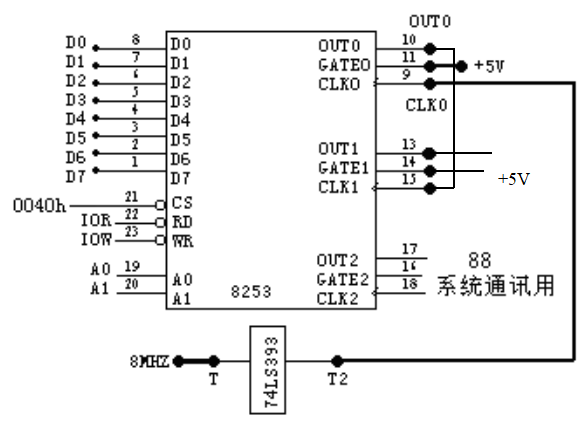 OUT0
D0 8 D0 OUT0 10
D1 7 D1 GATE0 11 +5V
D2 6 D2 CLK0 9
D3 5 D3 CLK0
D4 4 D4
D5 3 D5 OUT1 13
D6 2 D6 GATE1 14 +5V
D7 1 D7 CLK1 15
0040h 21 CS
IOR 22 RD
IOW 23 WR OUT2 17 88
A0 19 A0 GATE2 16
A1 20 A1 8253 CLK2 18 系统通讯用
8MHZ T 74LS393 T2